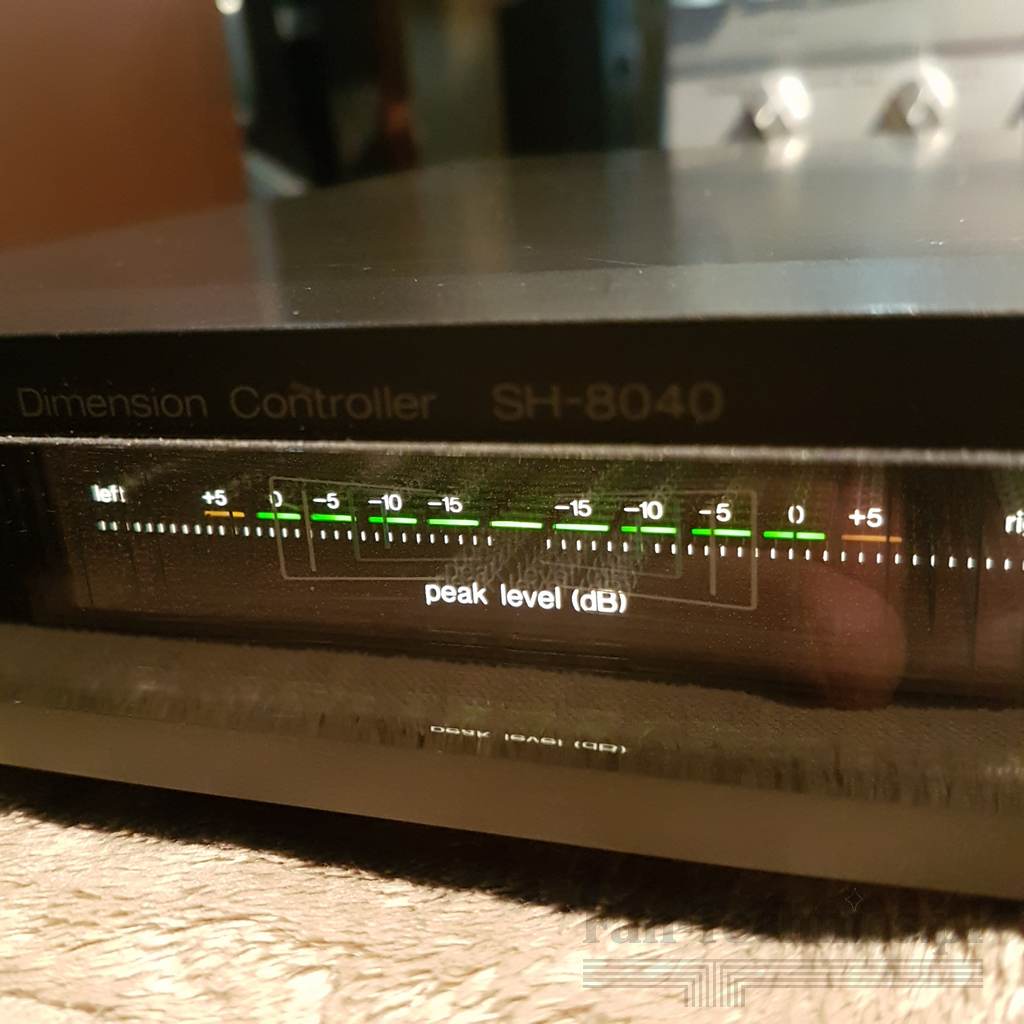 Dimension Controller SH-8040
left +5 0 -5 -10 -15 -15 -10 -5 0 +5
peak level (dB)